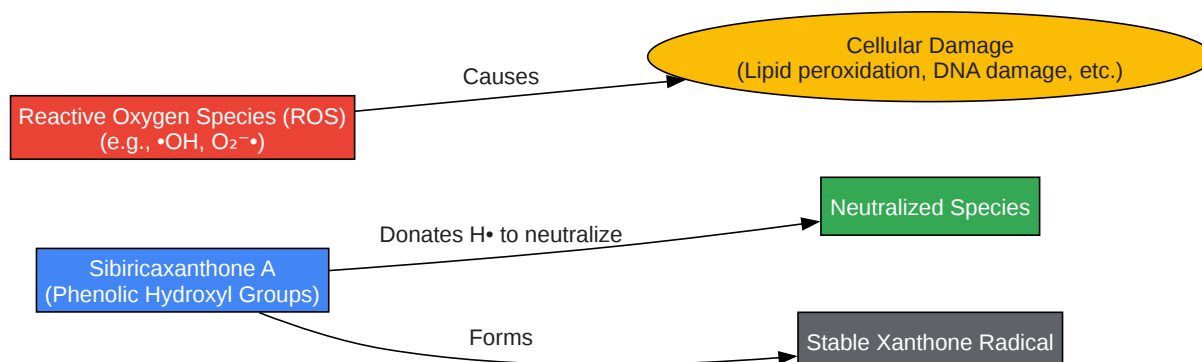 Cellular Damage
(Lipid peroxidation, DNA damage, etc.)
Causes
Reactive Oxygen Species (ROS)
(e.g., •OH, O₂⁻•)
Neutralized Species
Donates H• to neutralize
Sibiricaxanthone A
(Phenolic Hydroxyl Groups)
Forms
Stable Xanthone Radical